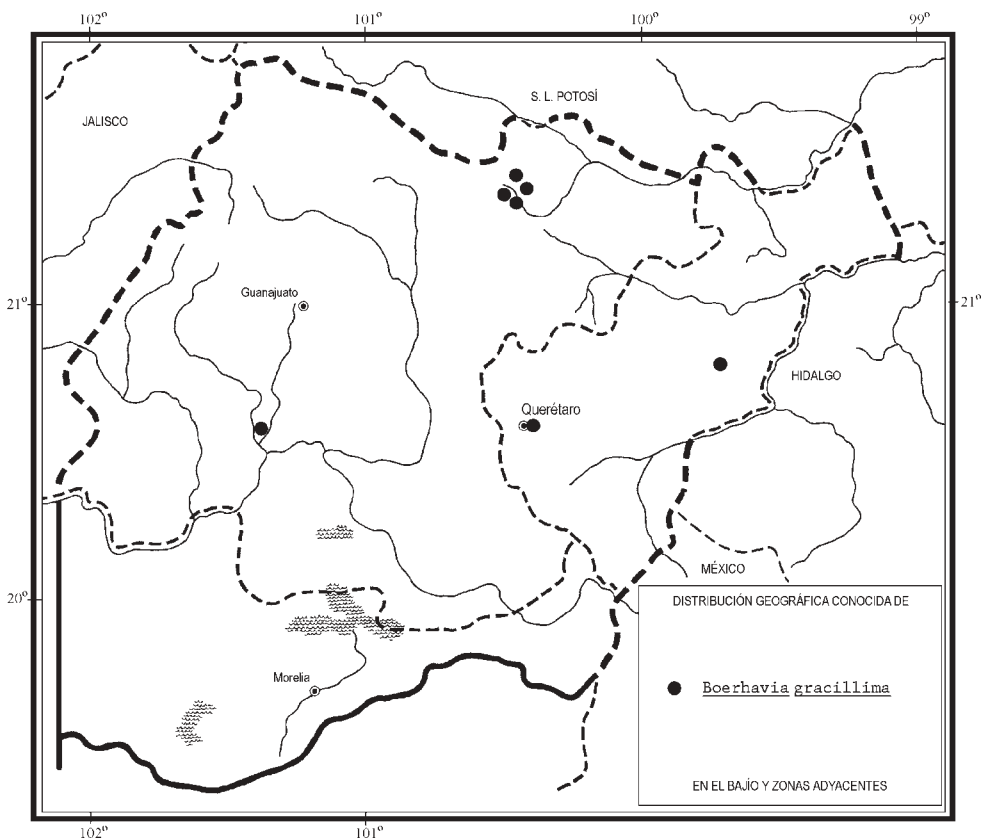 102º 101º 100º 99º
S. L. POTOSÍ
JALISCO
Guanajuato
21º 21º
HIDALGO
Querétaro
MÉXICO
20º
DISTRIBUCIÓN GEOGRÁFICA CONOCIDA DE
Morelia
Boerhavia gracillima
EN EL BAJÍO Y ZONAS ADYACENTES
102º 101º